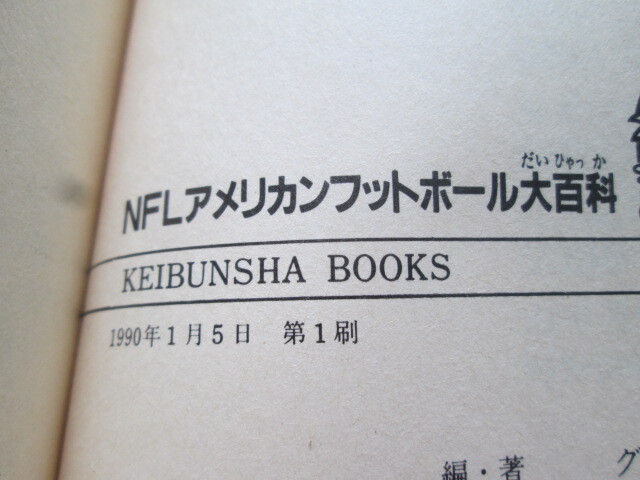 だいひゃっか
NFLアメリカンフットボール大百科
KEIBUNSHA BOOKS
1990年1月5日 第1刷
編・著 グ